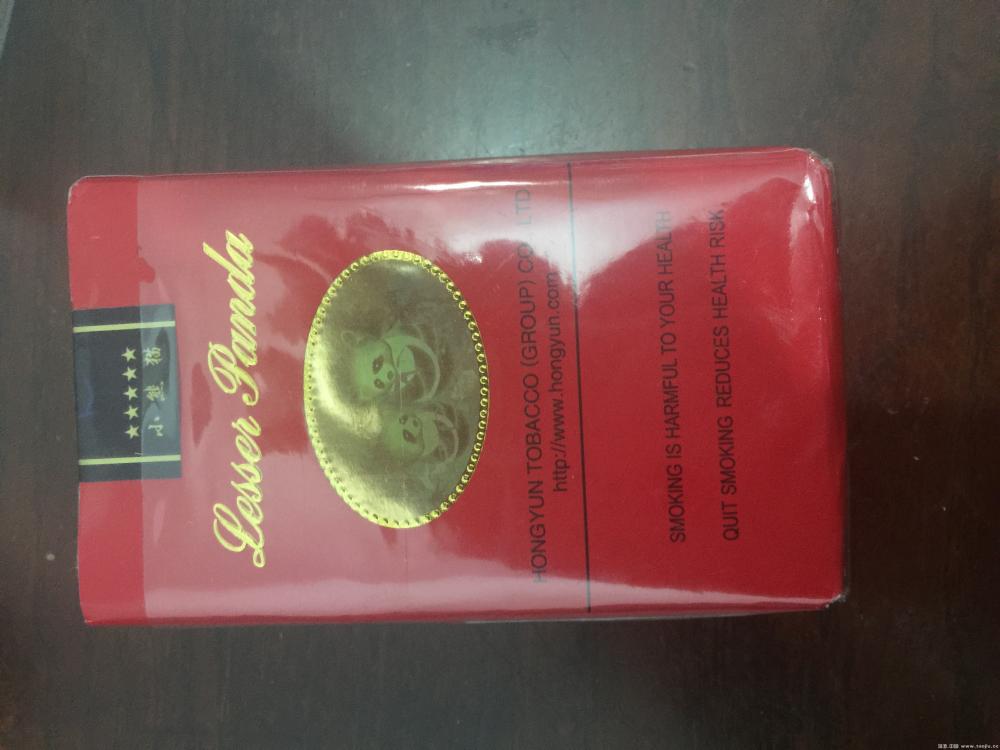 ★★★★★
小熊猫
Lesser Panda
HONGYUN TOBACCO (GROUP) CO., LTD
http://www.hongyun.com
SMOKING IS HARMFUL TO YOUR HEALTH
QUIT SMOKING REDUCES HEALTH RISK